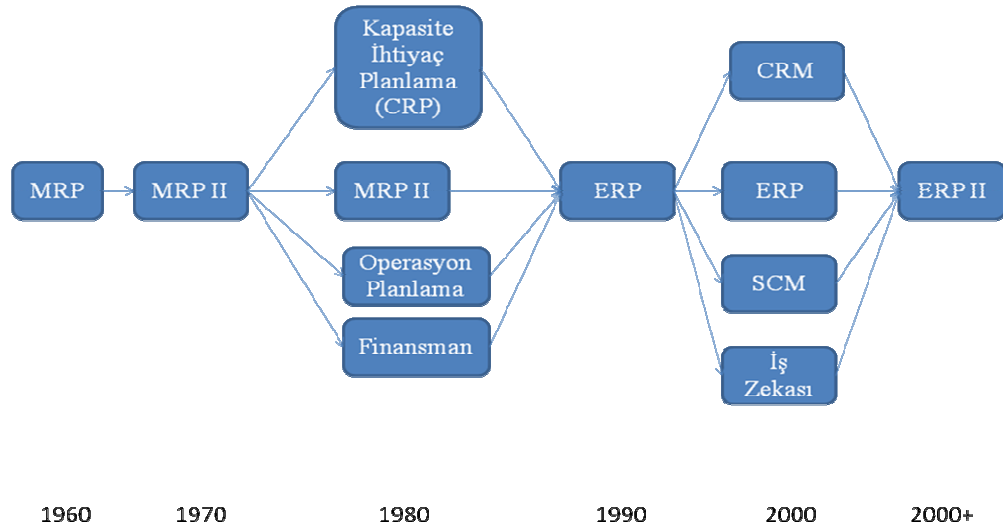 MRP
MRP II
Kapasite
İhtiyaç
Planlama
(CRP)
MRP II
Operasyon
Planlama
Finansman
ERP
CRM
ERP
SCM
İş
Zekası
ERP II
1960
1970
1980
1990
2000
2000+